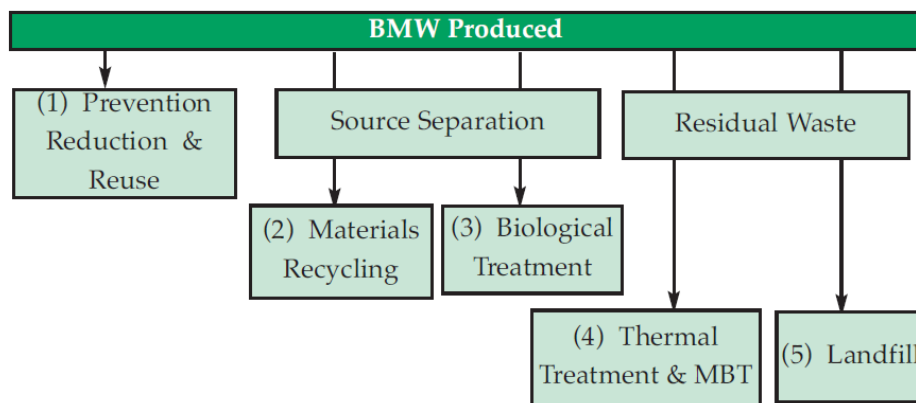 BMW Produced
(1) Prevention
Reduction &
Reuse
Source Separation
Residual Waste
(2) Materials
Recycling
(3) Biological
Treatment
(4) Thermal
Treatment & MBT
(5) Landfill